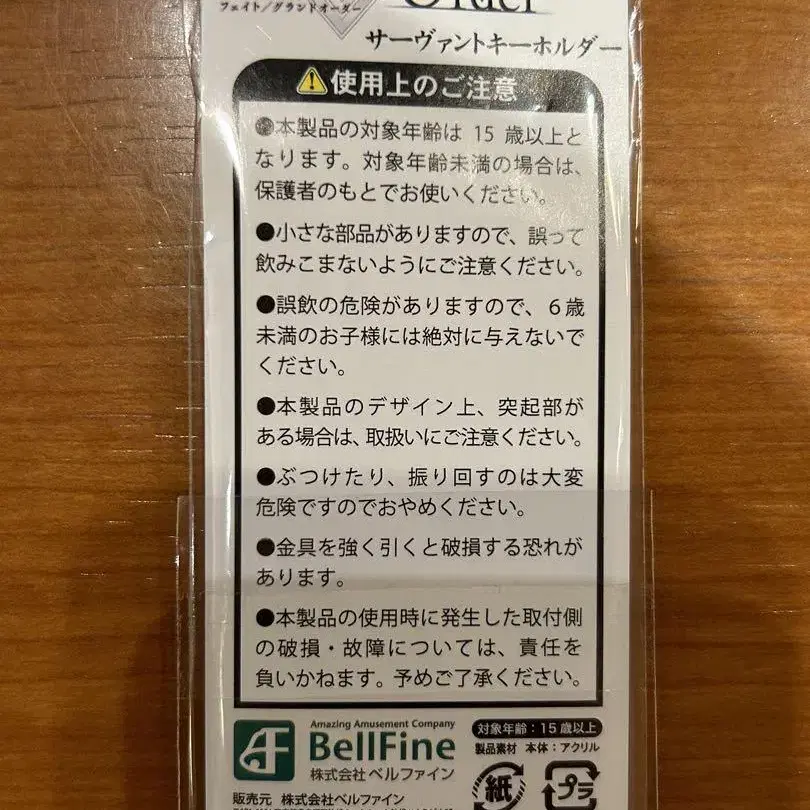 フェイト/グランドオーダー
サーヴァントキーホルダー
使用上のご注意
●本製品の対象年齢は 15 歳以上と
なります。対象年齢未満の場合は、
保護者のもとでお使いください。
●小さな部品がありますので、誤って
飲みこまないようにご注意ください。
●誤飲の危険がありますので、6歳
未満のお子様には絶対に与えないで
ください。
●本製品のデザイン上、突起部が
ある場合は、取扱いにご注意ください。
●ぶつけたり、振り回すのは大変
危険ですのでおやめください。
●金具を強く引くと破損する恐れが
あります。
●本製品の使用時に発生した取付側
の破損・故障については、責任を
負いかねます。予めご了承ください。
Amazing Amusement Company
BellFine
株式会社 ベルファイン
対象年齢:15 歳以上
製品素材 本体:アクリル
紙
プラ
販売元 株式会社ベルファイン